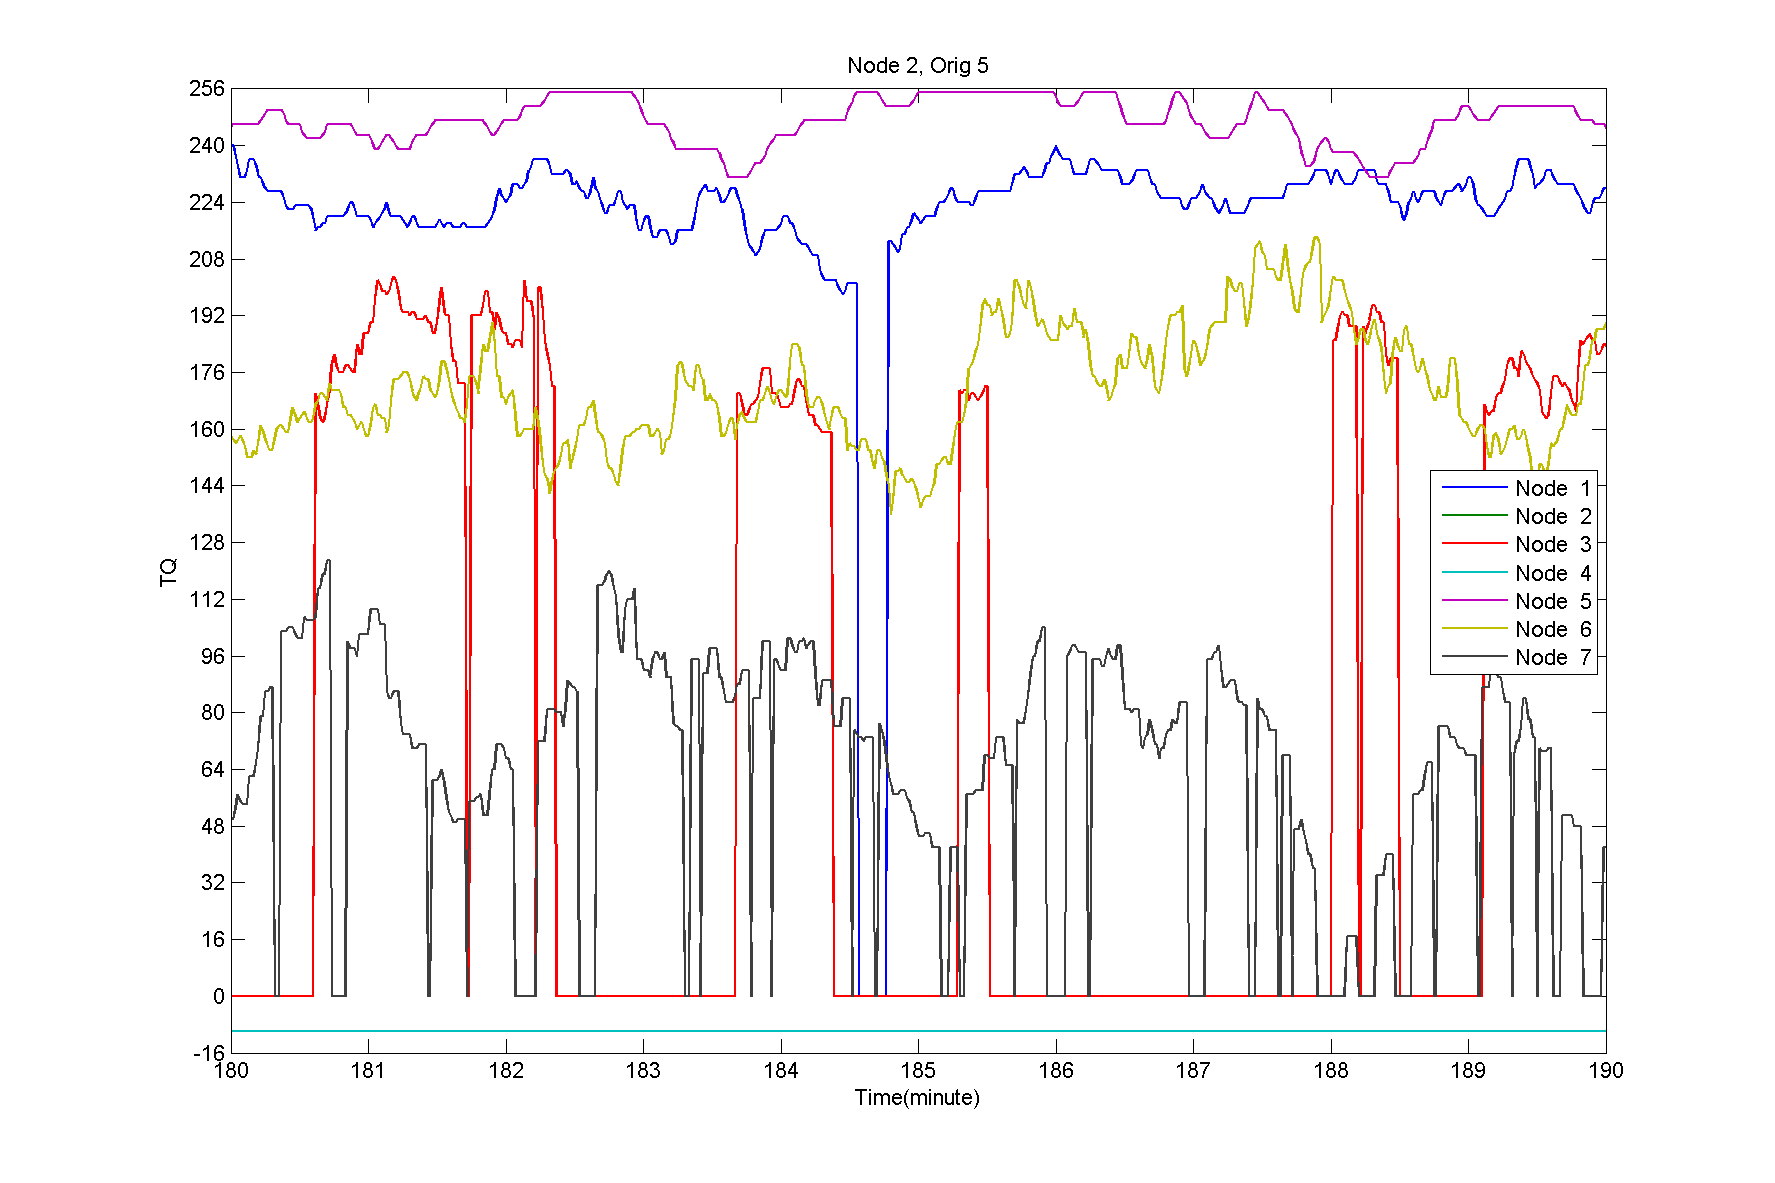 Node 2, Orig 5
256
240
224
208
192
176
160
144
128
112
96
80
64
48
32
16
0
-16
TQ
180 181 182 183 184 185 186 187 188 189 190
Time(minute)
Node 1
Node 2
Node 3
Node 4
Node 5
Node 6
Node 7